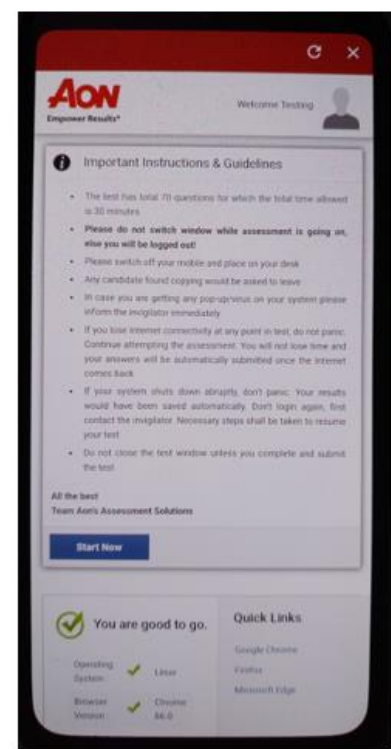 AON
Empower Results®
Welcome Testing
Important Instructions & Guidelines
• The test has total 70 questions for which the total time allowed
is 30 minutes
• Please do not switch window while assessment is going on,
else you will be logged out!
• Please switch off your mobile and place on your desk
• Any candidate found copying would be asked to leave
• In case you are getting any pop-up/virus on your system please
inform the invigilator immediately
• If you lose internet connectivity at any point in test, do not panic.
Continue attempting the assessment. You will not lose time and
your answers will be automatically submitted once the internet
comes back
• If your system shuts down abruptly, don't panic. Your results
would have been saved automatically. Don't login again, first
contact the invigilator. Necessary steps shall be taken to resume
your test
• Do not close the test window unless you complete and submit
the test
All the best
Team Aon's Assessment Solutions
Start Now
You are good to go.
Operating
System:
Linux
Browser
Version:
Chrome
86.0
Quick Links
Google Chrome
Firefox
Microsoft Edge